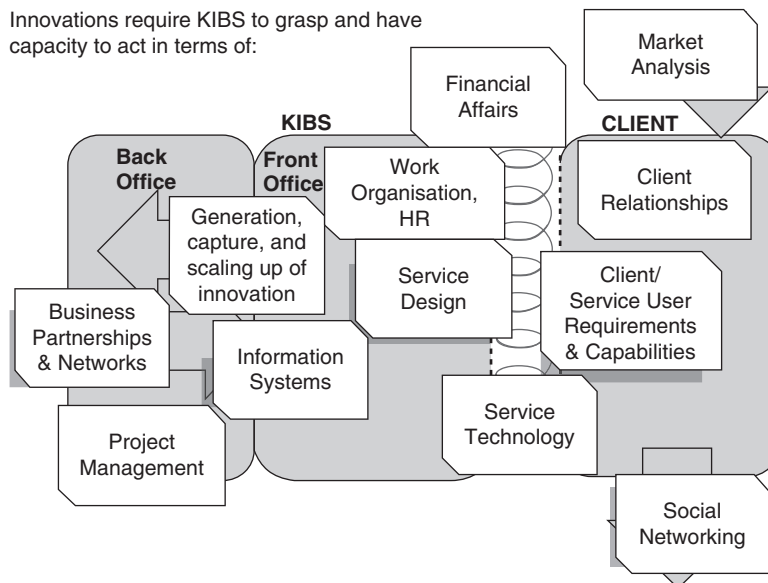 Innovations require KIBS to grasp and have
capacity to act in terms of:
Market
Analysis
Financial
Affairs
KIBS
CLIENT
Back
Office
Front
Office
Work
Organisation,
HR
Client
Relationships
Generation,
capture, and
scaling up of
innovation
Service
Design
Client/
Service User
Requirements
& Capabilities
Business
Partnerships
& Networks
Information
Systems
Service
Technology
Project
Management
Social
Networking